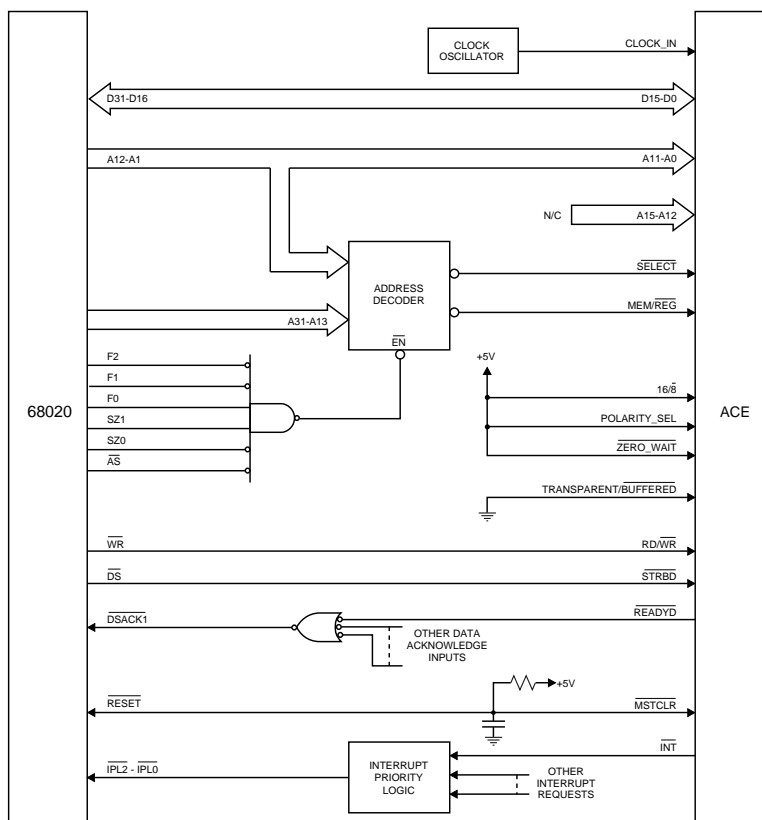 CLOCK
OSCILLATOR
CLOCK_IN
D31-D16
D15-D0
A12-A1
A11-A0
N/C
A15-A12
ADDRESS
DECODER
SELECT
MEM/REG
A31-A13
EN
+5V
F2
F1
F0
SZ1
SZ0
AS
68020
ACE
16/8
POLARITY_SEL
ZERO_WAIT
TRANSPARENT/BUFFERED
WR
RD/WR
DS
STRBD
DSACK1
READYD
OTHER DATA
ACKNOWLEDGE
INPUTS
+5V
RESET
MSTCLR
INT
IPL2 - IPL0
INTERRUPT
PRIORITY
LOGIC
OTHER
INTERRUPT
REQUESTS